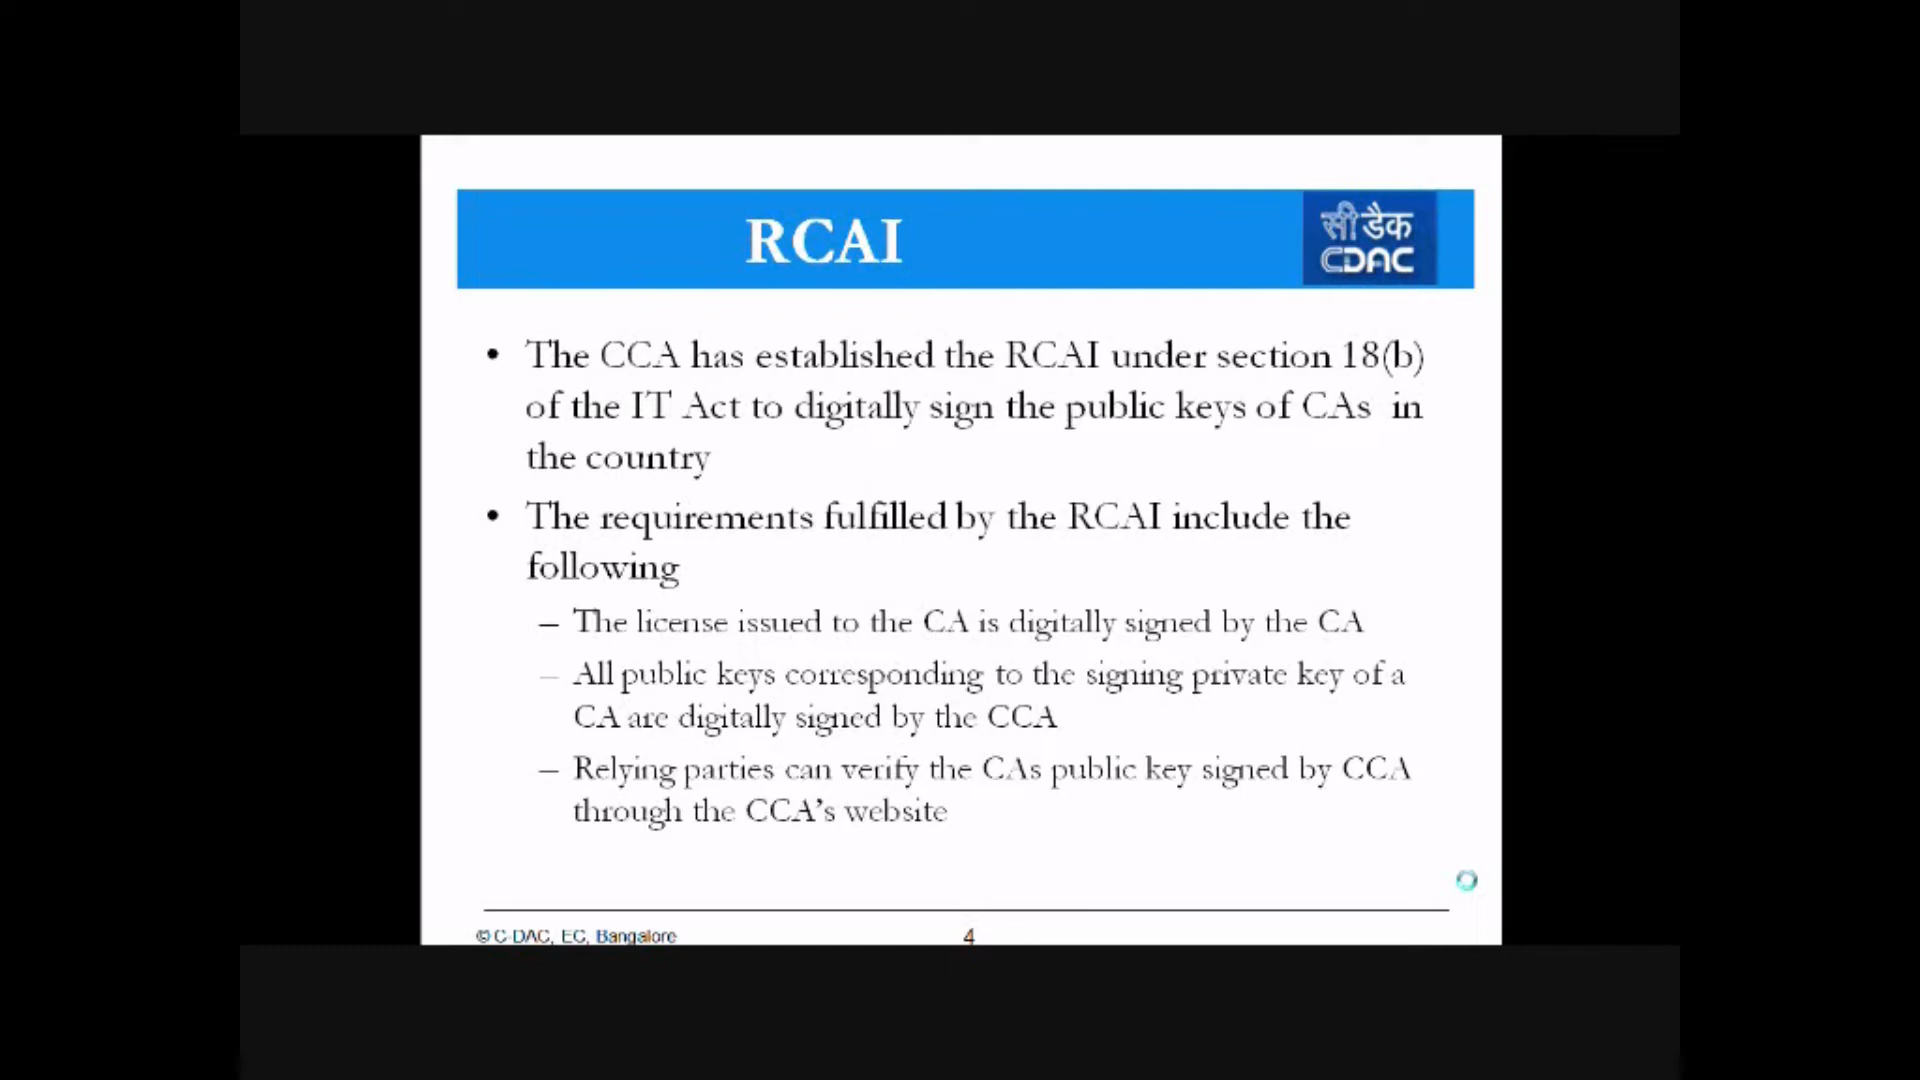 RCAI
सी डैक
CDAC
• The CCA has established the RCAI under section 18(b)
of the IT Act to digitally sign the public keys of CAs in
the country
• The requirements fulfilled by the RCAI include the
following
– The license issued to the CA is digitally signed by the CA
– All public keys corresponding to the signing private key of a
CA are digitally signed by the CCA
– Relying parties can verify the CAs public key signed by CCA
through the CCA’s website
© C-DAC, EC, Bangalore
4